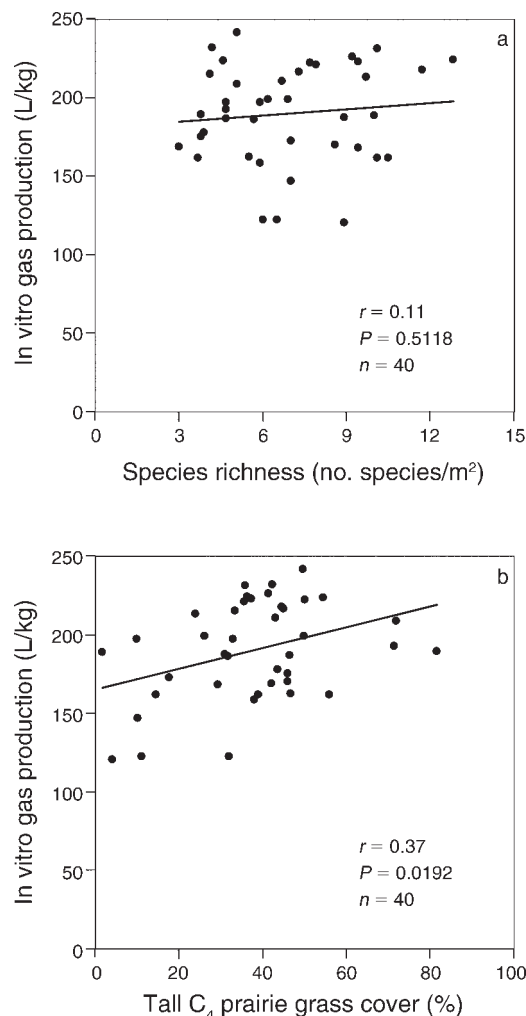 a
In vitro gas production (L/kg)
250
200
150
100
50
0
r = 0.11
P = 0.5118
n = 40
0 3 6 9 12 15
Species richness (no. species/m²)
b
In vitro gas production (L/kg)
250
200
150
100
50
0
r = 0.37
P = 0.0192
n = 40
0 20 40 60 80 100
Tall C₄ prairie grass cover (%)